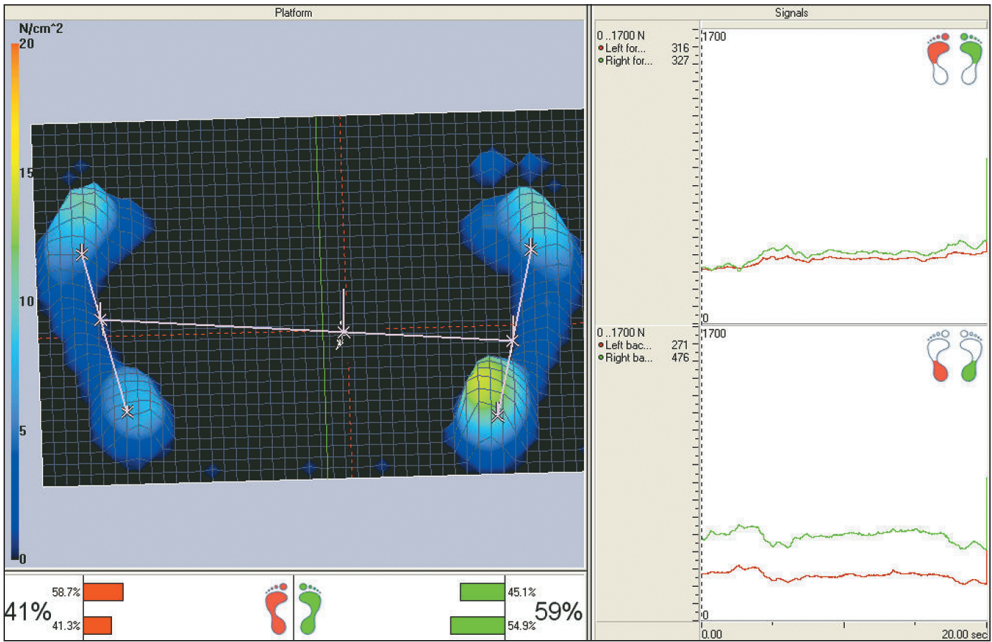 Platform
N/cm^2
20
15
10
5
0
58.7%
41%
41.3%
45.1%
59%
54.9%
Signals
0 ..1700 N
Left for... 316
Right for... 327
1700
0
0 ..1700 N
Left bac... 271
Right ba... 476
1700
0
0.00 20.00 sec